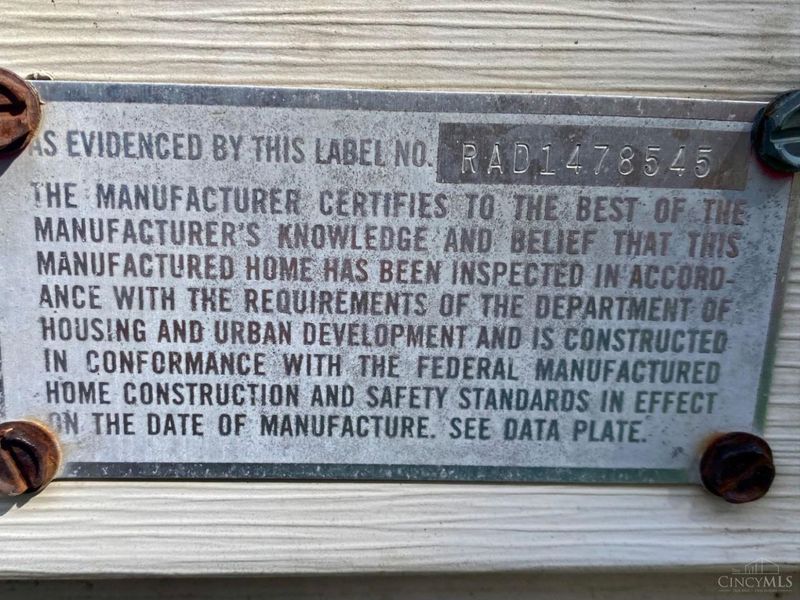 AS EVIDENCED BY THIS LABEL NO. RAD1478545
THE MANUFACTURER CERTIFIES TO THE BEST OF THE
MANUFACTURER'S KNOWLEDGE AND BELIEF THAT THIS
MANUFACTURED HOME HAS BEEN INSPECTED IN ACCORD-
ANCE WITH THE REQUIREMENTS OF THE DEPARTMENT OF
HOUSING AND URBAN DEVELOPMENT AND IS CONSTRUCTED
IN CONFORMANCE WITH THE FEDERAL MANUFACTURED
HOME CONSTRUCTION AND SAFETY STANDARDS IN EFFECT
ON THE DATE OF MANUFACTURE. SEE DATA PLATE.
CINCYMLS